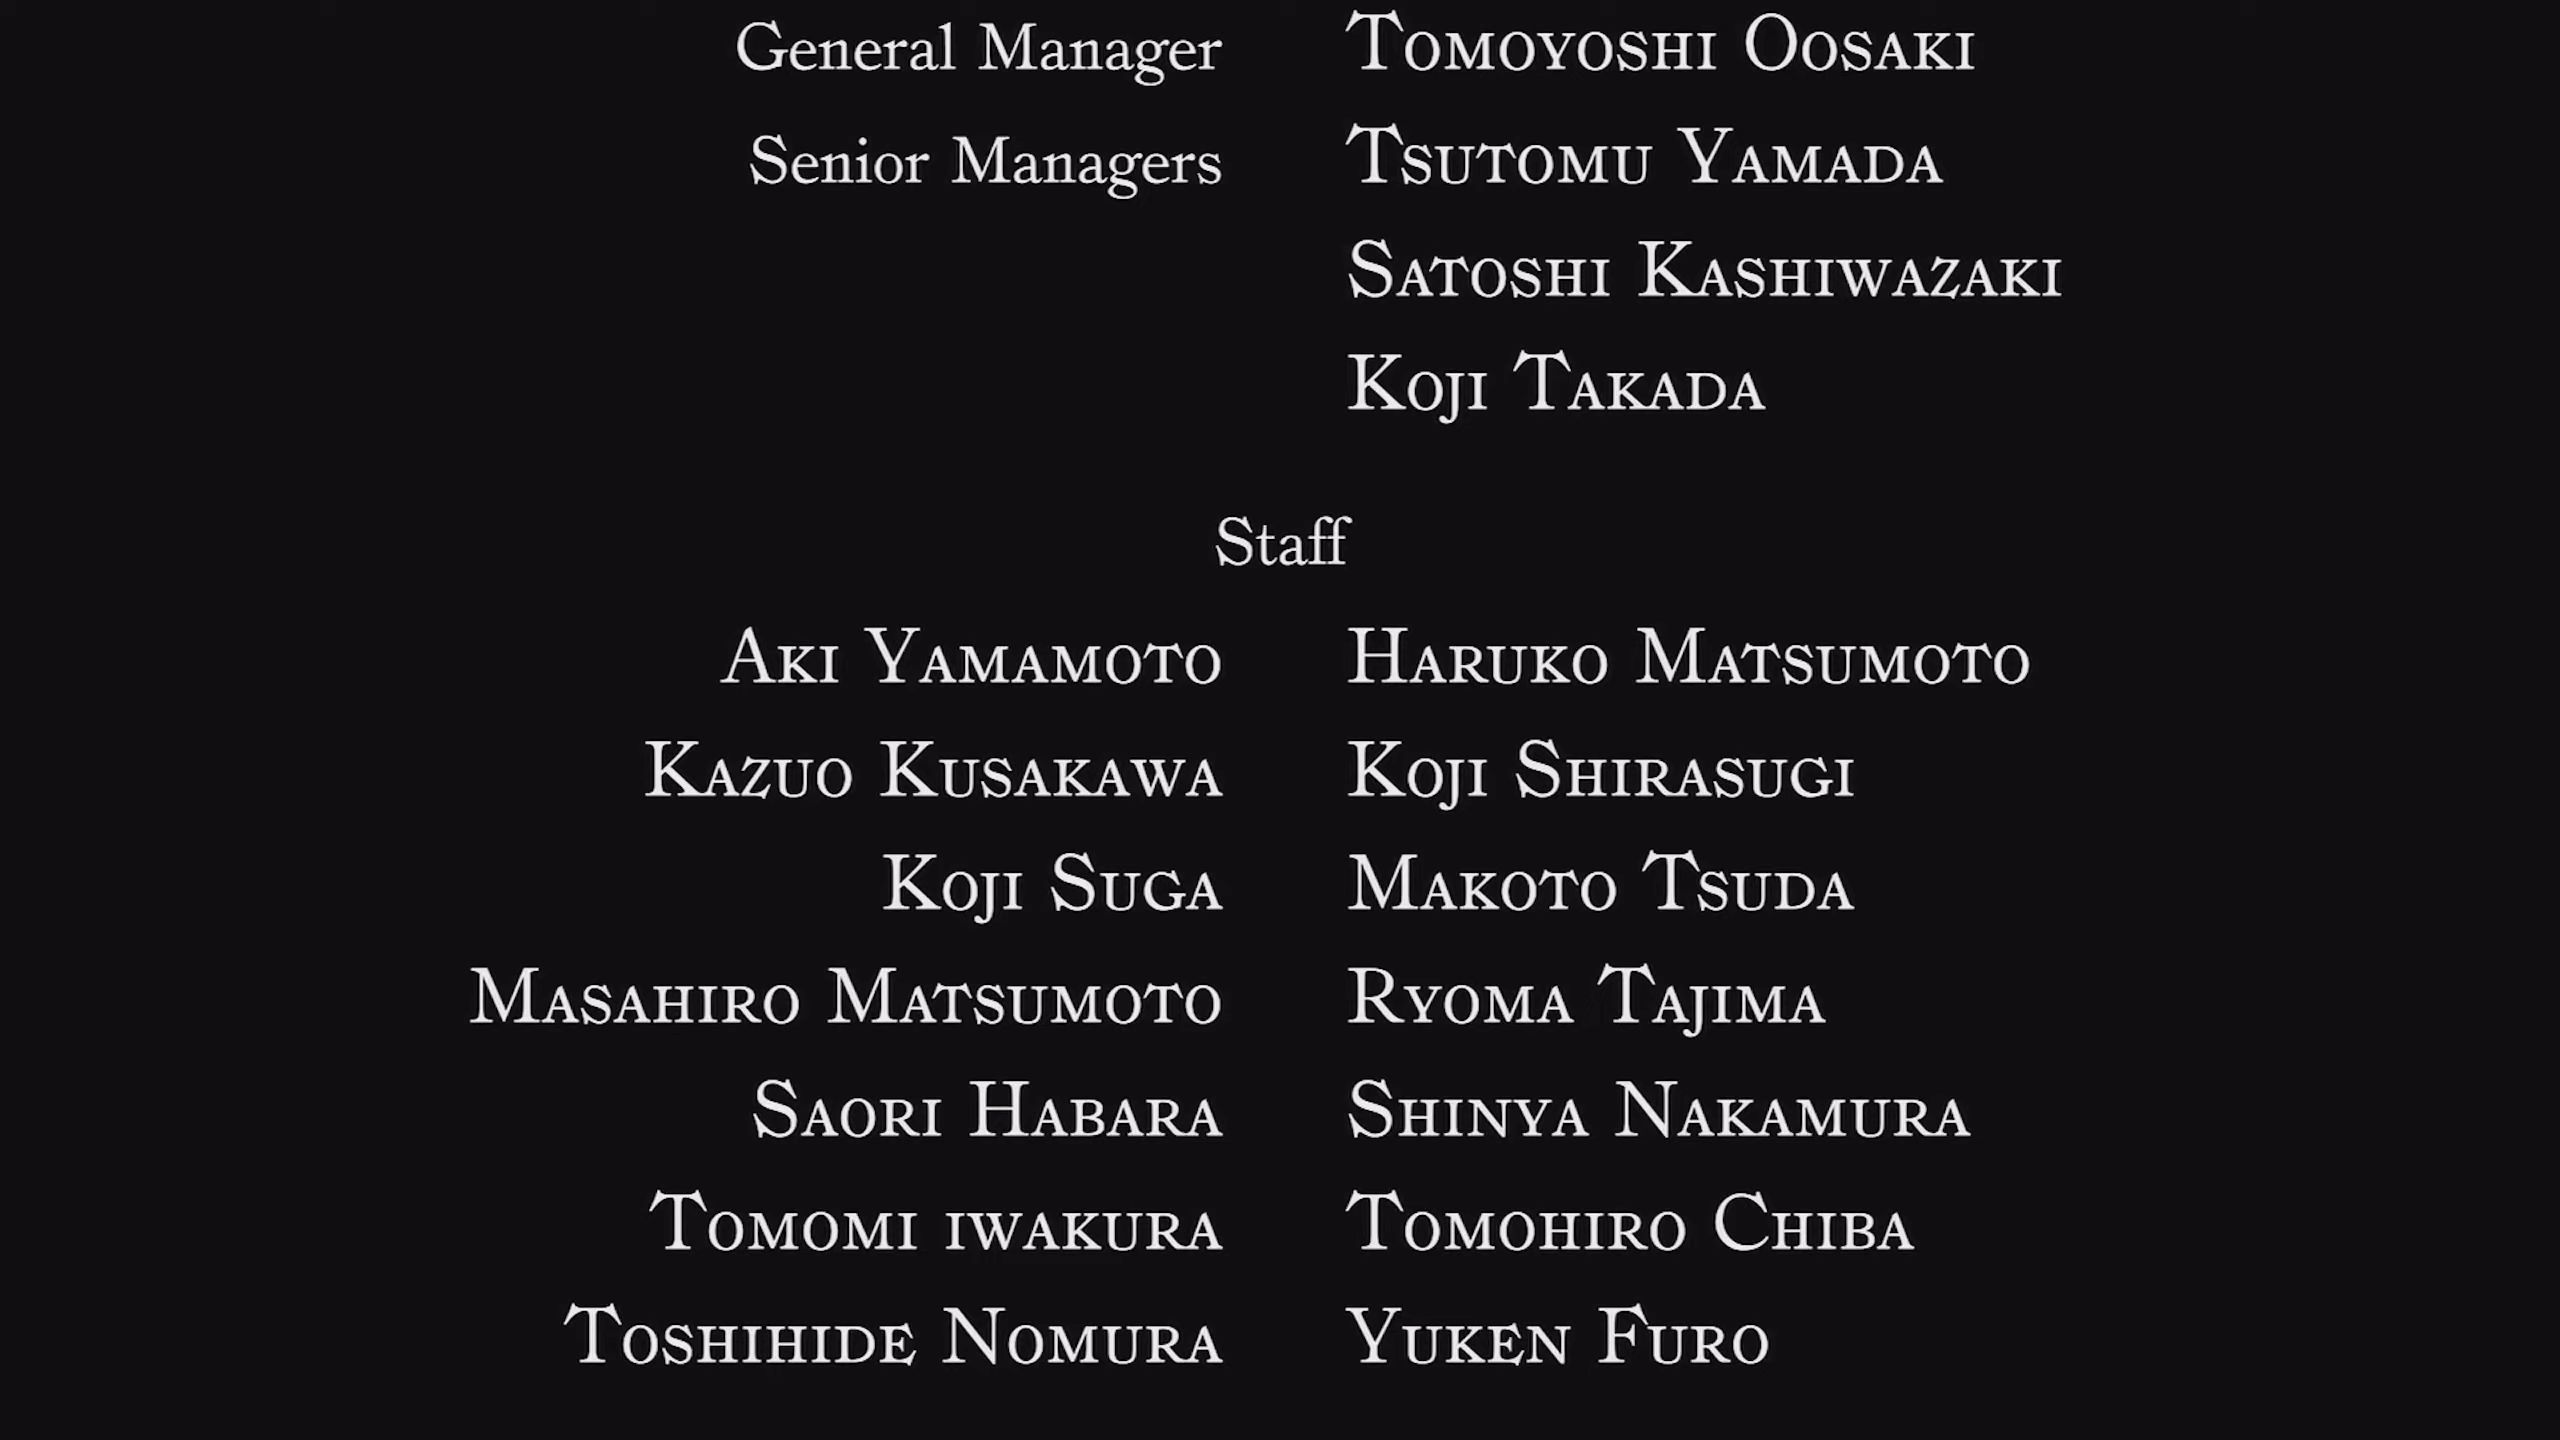 General Manager Tomoyoshi Oosaki
Senior Managers Tsutomu Yamada
Satoshi Kashiwazaki
Koji Takada
Staff
Aki Yamamoto Haruko Matsumoto
Kazuo Kusakawa Koji Shirasugi
Koji Suga Makoto Tsuda
Masahiro Matsumoto Ryoma Tajima
Saori Habara Shinya Nakamura
Tomomi iwakura Tomohiro Chiba
Toshihide Nomura Yuken Furo